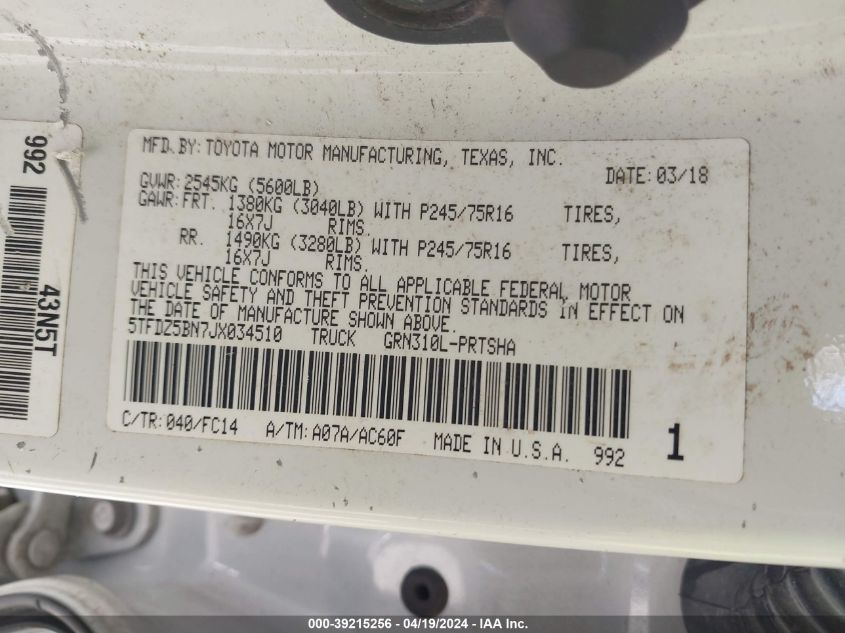 992
43N5T
MFD.BY:TOYOTA MOTOR MANUFACTURING, TEXAS, INC.
DATE:03/18
GVWR:2545KG (5600LB)
GAWR:FRT. 1380KG (3040LB) WITH P245/75R16 TIRES,
16X7J RIMS.
RR. 1490KG (3280LB) WITH P245/75R16 TIRES,
16X7J RIMS.
THIS VEHICLE CONFORMS TO ALL APPLICABLE FEDERAL MOTOR
VEHICLE SAFETY AND THEFT PREVENTION STANDARDS IN EFFECT ON
THE DATE OF MANUFACTURE SHOWN ABOVE.
5TFDZ5BN7JX034510 TRUCK GRN310L-PRTSHA
C/TR:040/FC14 A/TM:A07A/AC60F MADE IN U.S.A. 992 1
000-39215256 - 04/19/2024 - IAA Inc.